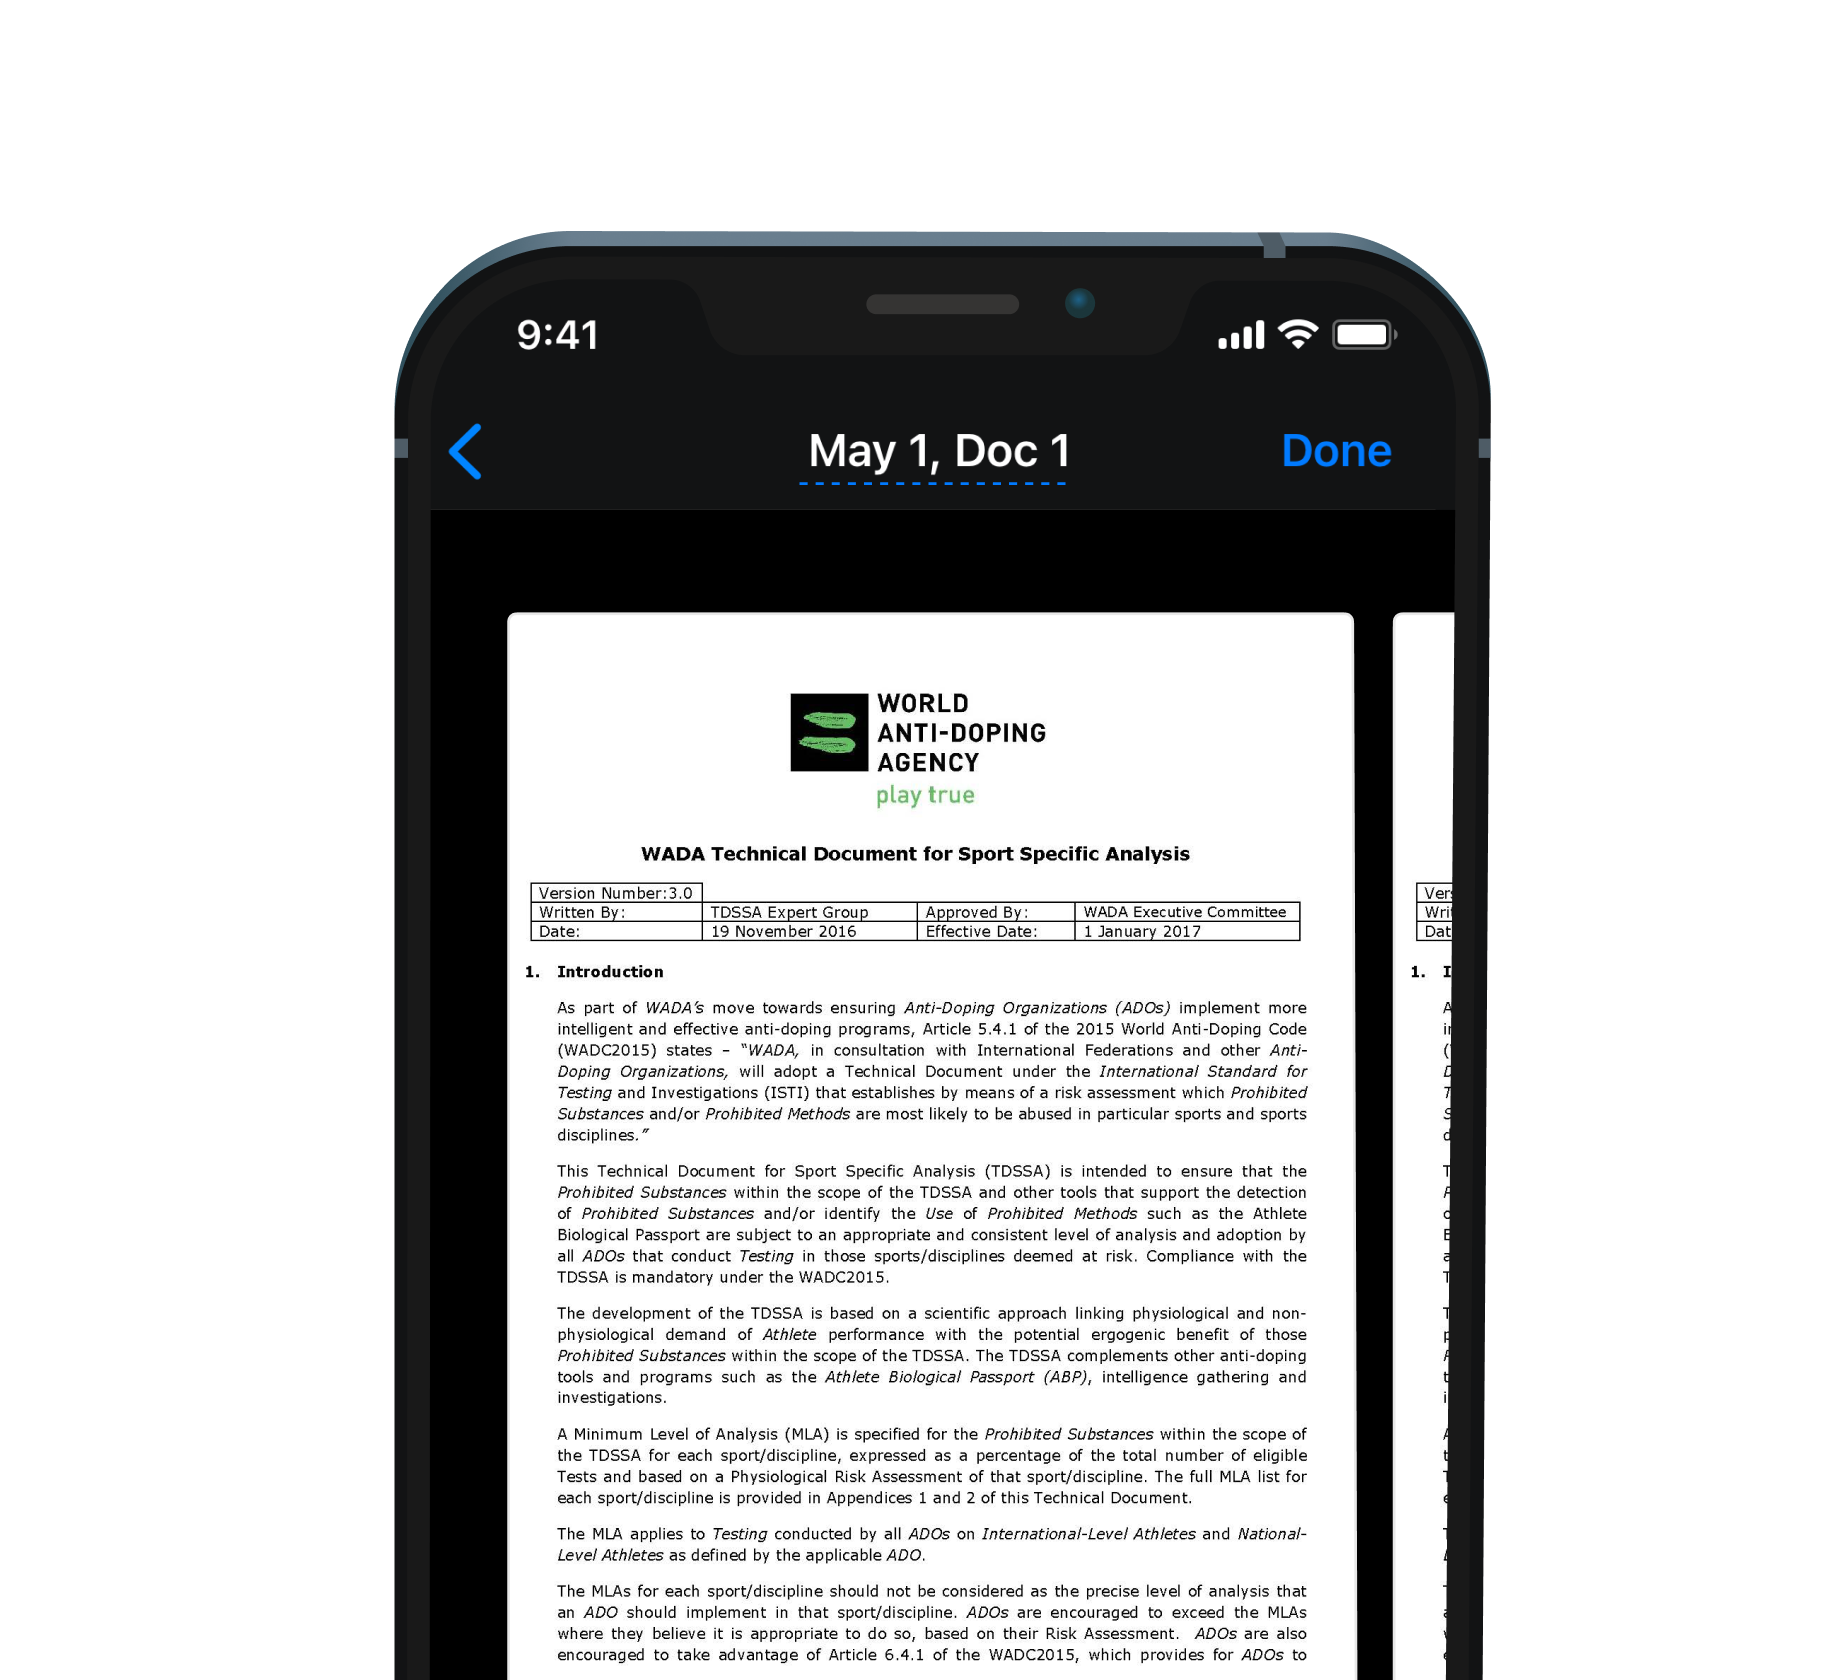 9:41
May 1, Doc 1
Done
WORLD
ANTI-DOPING
AGENCY
play true
WADA Technical Document for Sport Specific Analysis
Version Number:3.0
Written By: TDSSA Expert Group Approved By: WADA Executive Committee
Date: 19 November 2016 Effective Date: 1 January 2017
1. Introduction
As part of WADA's move towards ensuring Anti-Doping Organizations (ADOs) implement more
intelligent and effective anti-doping programs, Article 5.4.1 of the 2015 World Anti-Doping Code
(WADC2015) states – "WADA, in consultation with International Federations and other Anti-
Doping Organizations, will adopt a Technical Document under the International Standard for
Testing and Investigations (ISTI) that establishes by means of a risk assessment which Prohibited
Substances and/or Prohibited Methods are most likely to be abused in particular sports and sports
disciplines."
This Technical Document for Sport Specific Analysis (TDSSA) is intended to ensure that the
Prohibited Substances within the scope of the TDSSA and other tools that support the detection
of Prohibited Substances and/or identify the Use of Prohibited Methods such as the Athlete
Biological Passport are subject to an appropriate and consistent level of analysis and adoption by
all ADOs that conduct Testing in those sports/disciplines deemed at risk. Compliance with the
TDSSA is mandatory under the WADC2015.
The development of the TDSSA is based on a scientific approach linking physiological and non-
physiological demand of Athlete performance with the potential ergogenic benefit of those
Prohibited Substances within the scope of the TDSSA. The TDSSA complements other anti-doping
tools and programs such as the Athlete Biological Passport (ABP), intelligence gathering and
investigations.
A Minimum Level of Analysis (MLA) is specified for the Prohibited Substances within the scope of
the TDSSA for each sport/discipline, expressed as a percentage of the total number of eligible
Tests and based on a Physiological Risk Assessment of that sport/discipline. The full MLA list for
each sport/discipline is provided in Appendices 1 and 2 of this Technical Document.
The MLA applies to Testing conducted by all ADOs on International-Level Athletes and National-
Level Athletes as defined by the applicable ADO.
The MLAs for each sport/discipline should not be considered as the precise level of analysis that
an ADO should implement in that sport/discipline. ADOs are encouraged to exceed the MLAs
where they believe it is appropriate to do so, based on their Risk Assessment. ADOs are also
encouraged to take advantage of Article 6.4.1 of the WADC2015, which provides for ADOs to
1.